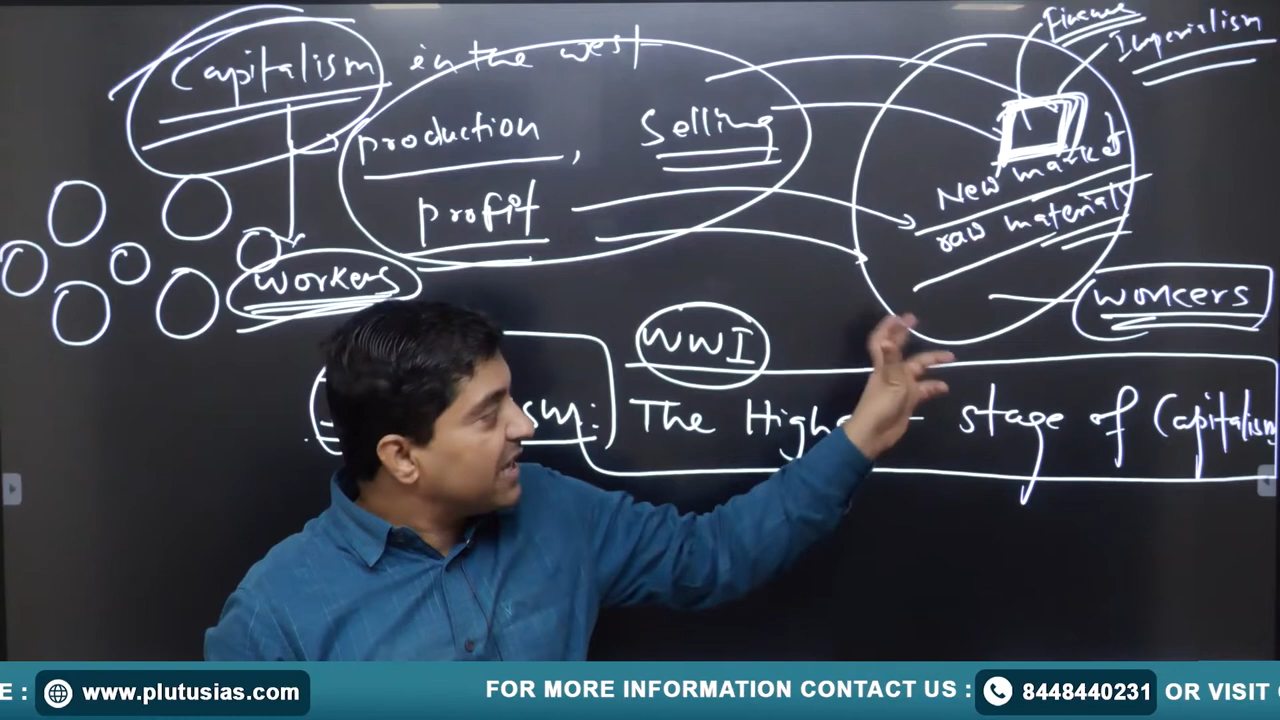 Capitalism in the west
Finance
Imperialism
production, Selling
profit
New market
raw materials
workers
workers
WWI
The Highe stage of Capitalism
E : www.plutusias.com FOR MORE INFORMATION CONTACT US : 8448440231 OR VISIT